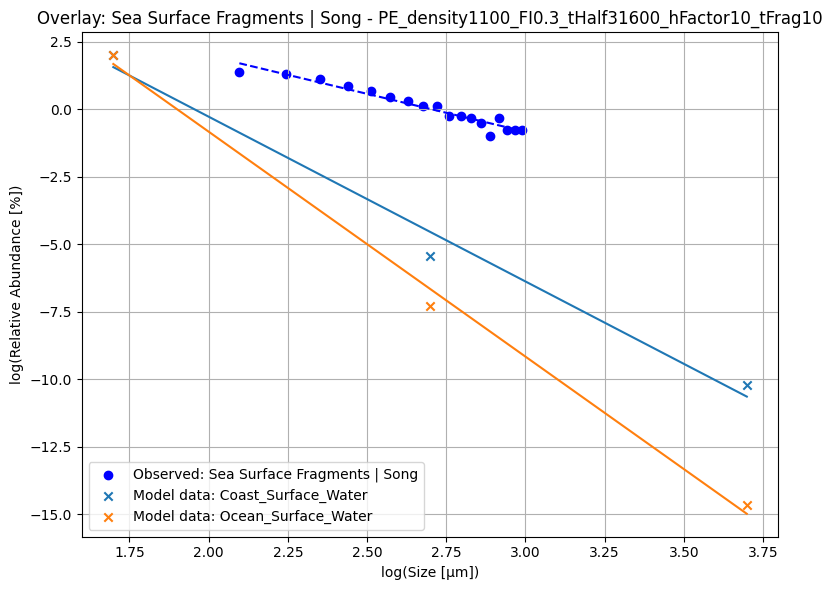 Overlay: Sea Surface Fragments | Song - PE_density1100_FI0.3_tHalf31600_hFactor10_tFrag10
log(Relative Abundance [%])
2.5
0.0
−2.5
−5.0
−7.5
−10.0
−12.5
−15.0
Observed: Sea Surface Fragments | Song
Model data: Coast_Surface_Water
Model data: Ocean_Surface_Water
1.75
2.00
2.25
2.50
2.75
3.00
3.25
3.50
3.75
log(Size [µm])